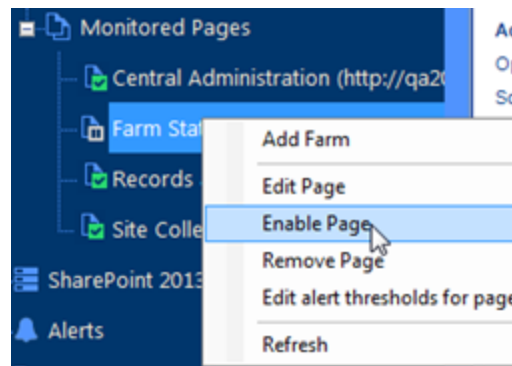 Monitored Pages
Central Administration (http://qa20
Farm Stat
Records
Site Colle
SharePoint 2013
Alerts
Add Farm
Edit Page
Enable Page
Remove Page
Edit alert thresholds for page
Refresh